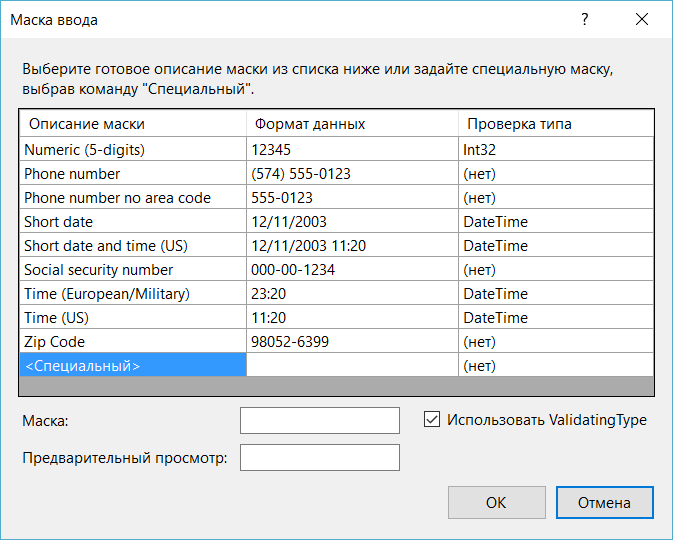 Маска ввода
Выберите готовое описание маски из списка ниже или задайте специальную маску,
выбрав команду "Специальный".
Описание маски Формат данных Проверка типа
Numeric (5-digits) 12345 Int32
Phone number (574) 555-0123 (нет)
Phone number no area code 555-0123 (нет)
Short date 12/11/2003 DateTime
Short date and time (US) 12/11/2003 11:20 DateTime
Social security number 000-00-1234 (нет)
Time (European/Military) 23:20 DateTime
Time (US) 11:20 DateTime
Zip Code 98052-6399 (нет)
<Специальный> (нет)
Маска: Использовать ValidatingType
Предварительный просмотр:
ОК Отмена